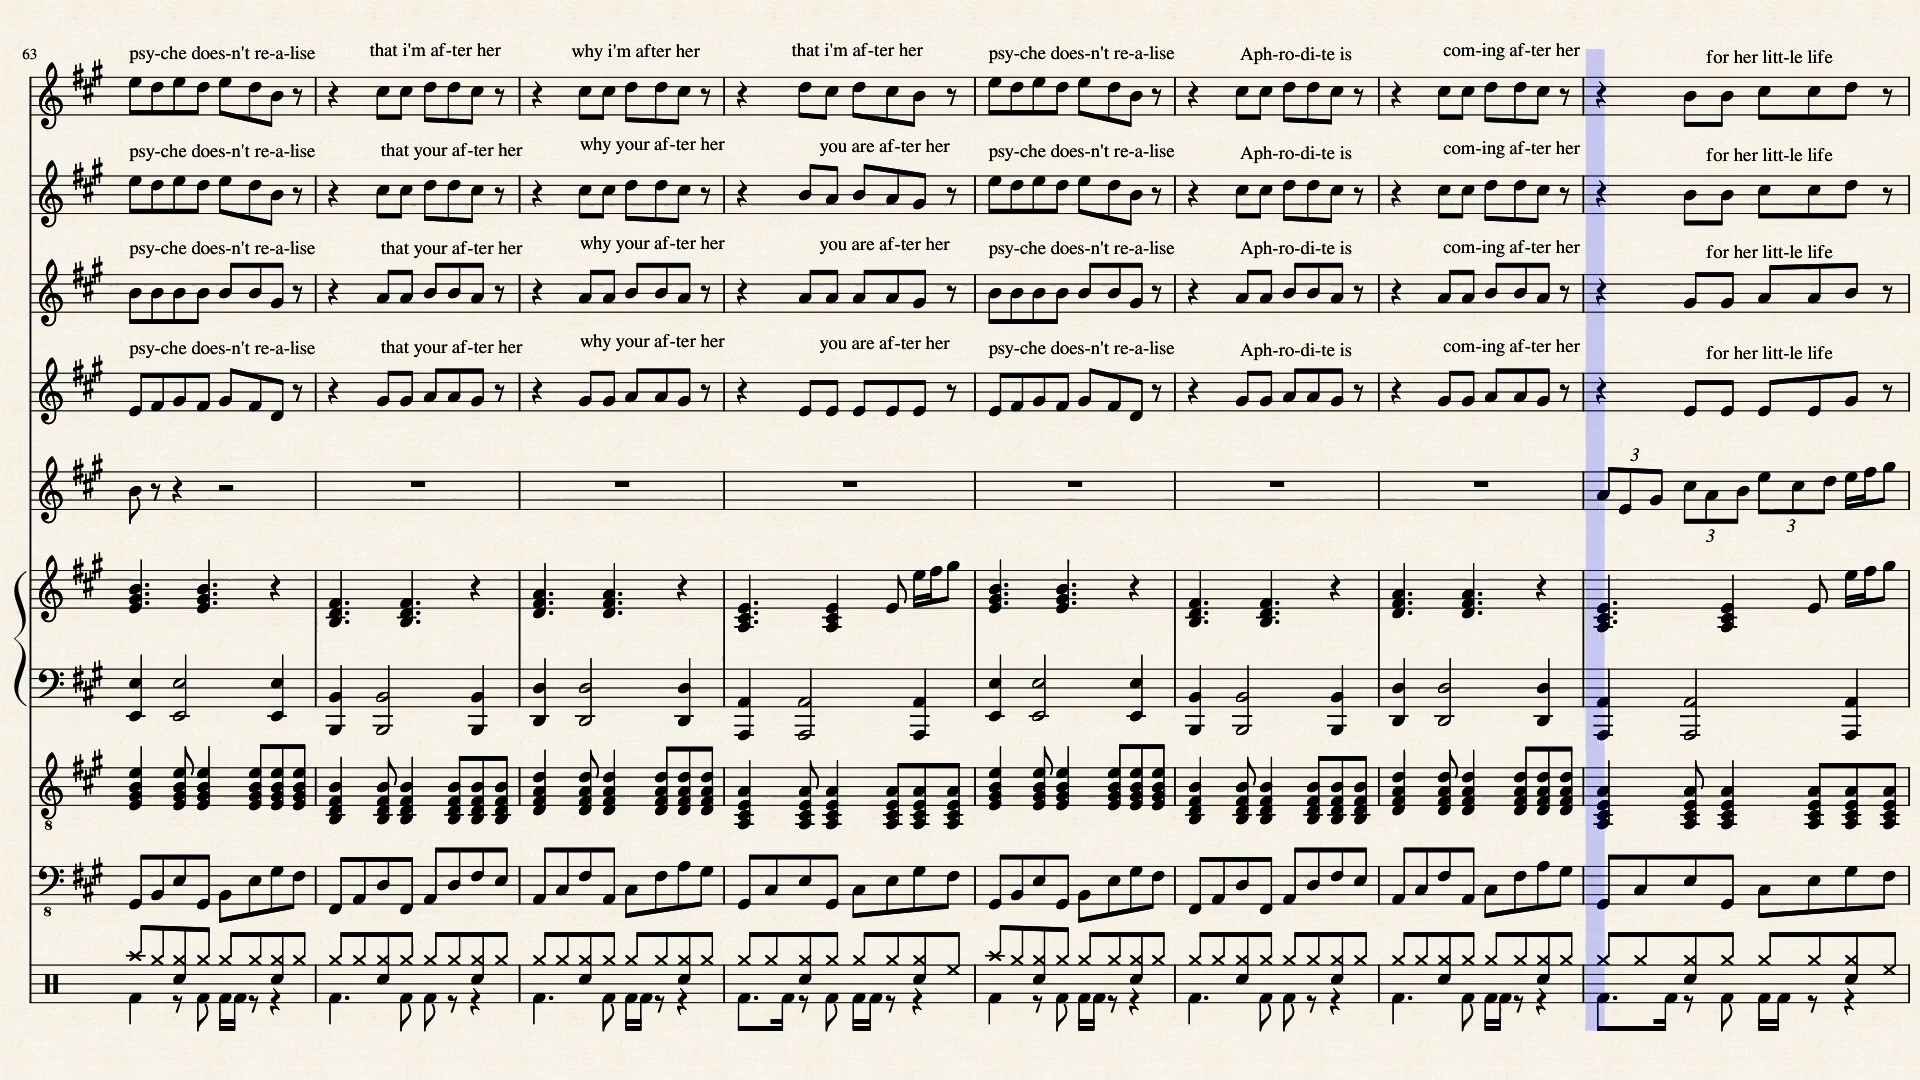 63
psy-che does-n't re-a-lise that i'm af-ter her why i'm after her that i'm af-ter her psy-che does-n't re-a-lise Aph-ro-di-te is com-ing af-ter her for her litt-le life
psy-che does-n't re-a-lise that your af-ter her why your af-ter her you are af-ter her psy-che does-n't re-a-lise Aph-ro-di-te is com-ing af-ter her for her litt-le life
psy-che does-n't re-a-lise that your af-ter her why your af-ter her you are af-ter her psy-che does-n't re-a-lise Aph-ro-di-te is com-ing af-ter her for her litt-le life
psy-che does-n't re-a-lise that your af-ter her why your af-ter her you are af-ter her psy-che does-n't re-a-lise Aph-ro-di-te is com-ing af-ter her for her litt-le life
3 3 3
8
8